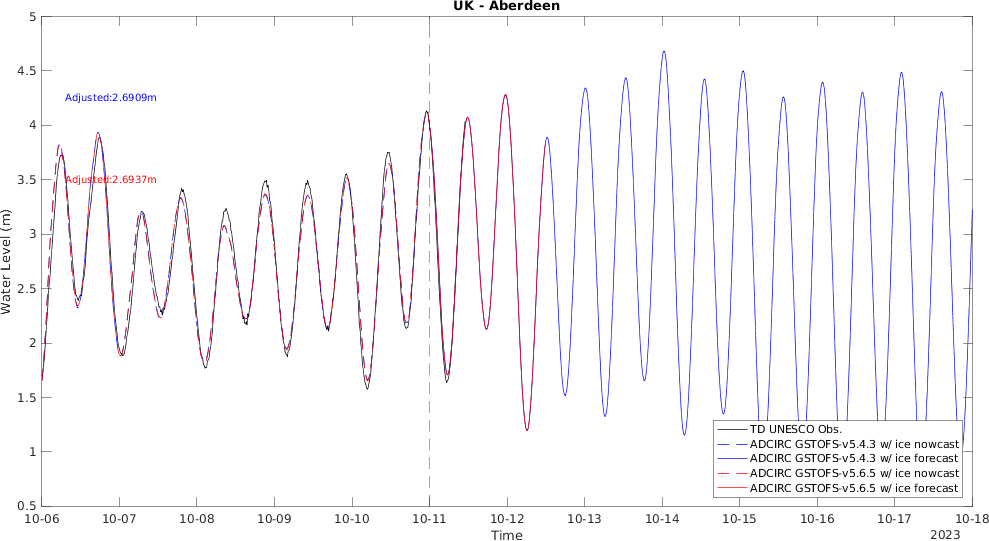 UK - Aberdeen
5
4.5
4
3.5
3
2.5
2
1.5
1
0.5
Water Level (m)
Adjusted:2.6909m
Adjusted:2.6937m
TD UNESCO Obs.
ADCIRC GSTOFS-v5.4.3 w/ ice nowcast
ADCIRC GSTOFS-v5.4.3 w/ ice forecast
ADCIRC GSTOFS-v5.6.5 w/ ice nowcast
ADCIRC GSTOFS-v5.6.5 w/ ice forecast
10-06 10-07 10-08 10-09 10-10 10-11 10-12 10-13 10-14 10-15 10-16 10-17 10-18
Time
2023